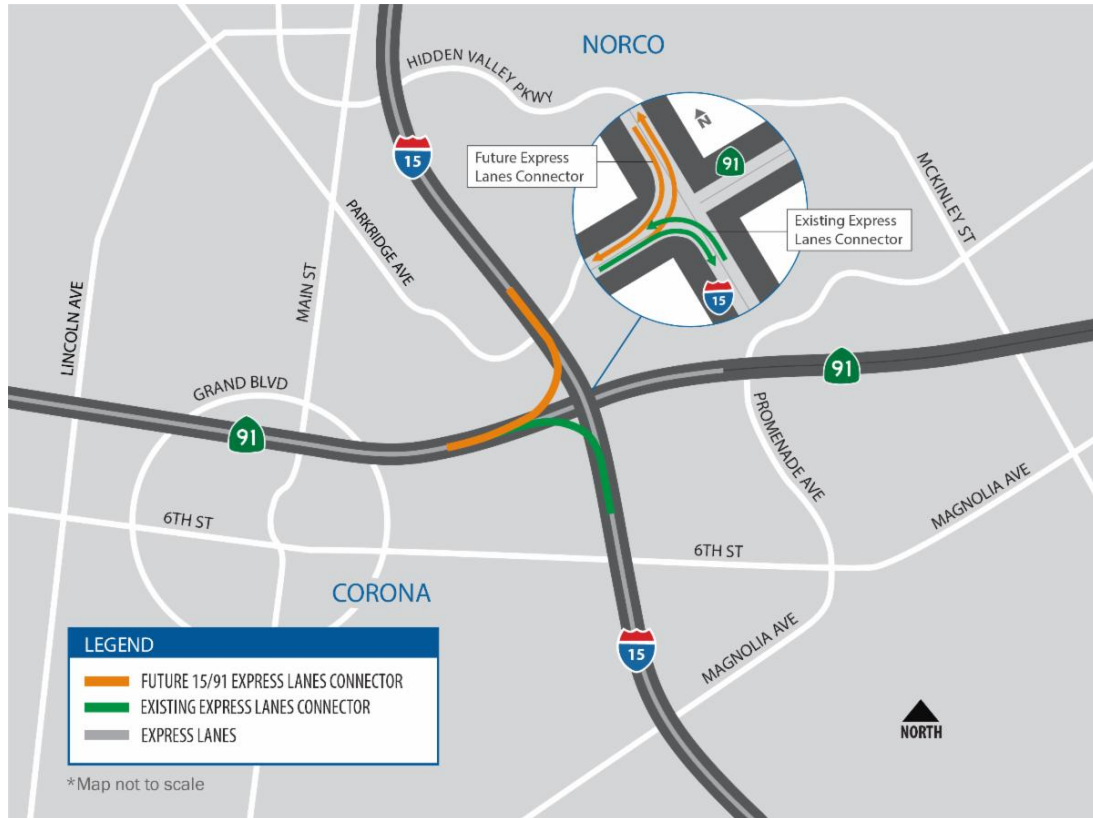 NORCO
HIDDEN VALLEY PKWY
15
Future Express
Lanes Connector
N
91
MCKINLEY ST
Existing Express
Lanes Connector
15
PARKRIDGE AVE
MAIN ST
LINCOLN AVE
GRAND BLVD
91
91
PROMENADE AVE
MAGNOLIA AVE
6TH ST
6TH ST
CORONA
15
MAGNOLIA AVE
LEGEND
FUTURE 15/91 EXPRESS LANES CONNECTOR
EXISTING EXPRESS LANES CONNECTOR
EXPRESS LANES
NORTH
*Map not to scale